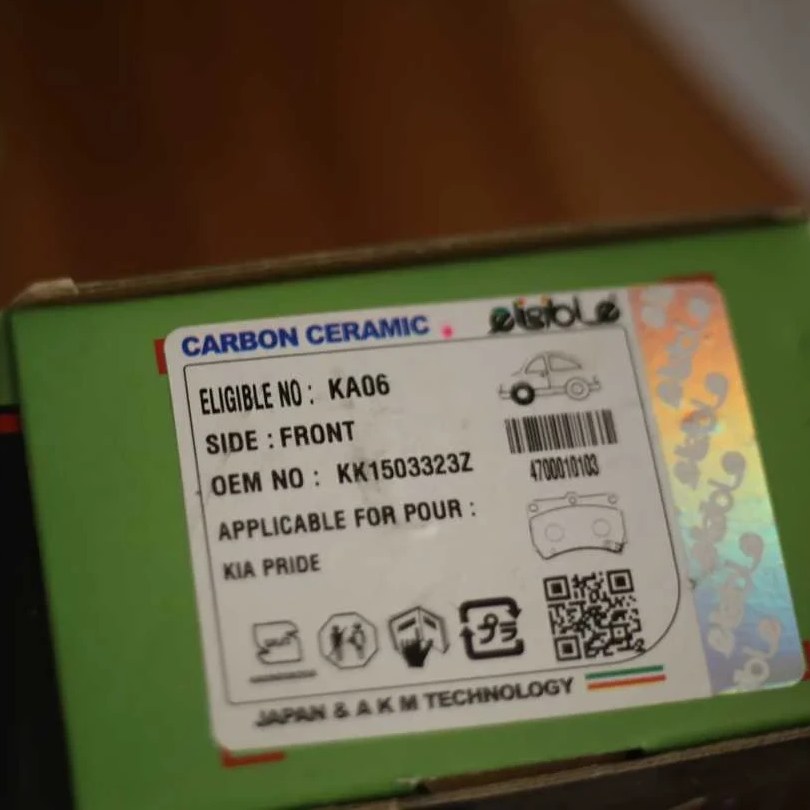 CARBON CERAMIC
eligible
ELIGIBLE NO : KA06
SIDE : FRONT
OEM NO : KK1503323Z
4700010103
APPLICABLE FOR POUR :
KIA PRIDE
JAPAN & A K M TECHNOLOGY